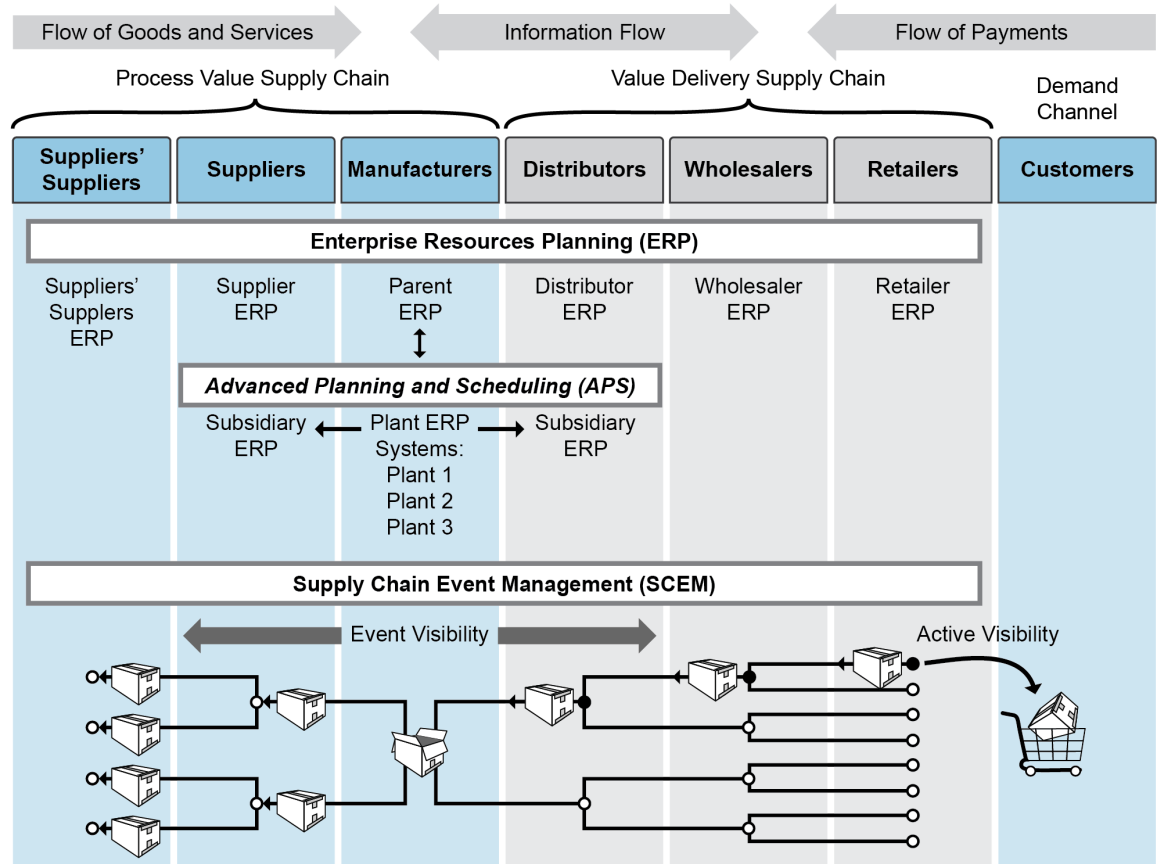 Flow of Goods and Services
Information Flow
Flow of Payments
Process Value Supply Chain
Value Delivery Supply Chain
Demand
Channel
Suppliers’
Suppliers
Suppliers
Manufacturers
Distributors
Wholesalers
Retailers
Customers
Enterprise Resources Planning (ERP)
Suppliers’
Supplers
ERP
Supplier
ERP
Parent
ERP
Distributor
ERP
Wholesaler
ERP
Retailer
ERP
Advanced Planning and Scheduling (APS)
Subsidiary
ERP
Plant ERP
Systems:
Plant 1
Plant 2
Plant 3
Subsidiary
ERP
Supply Chain Event Management (SCEM)
Event Visibility
Active Visibility